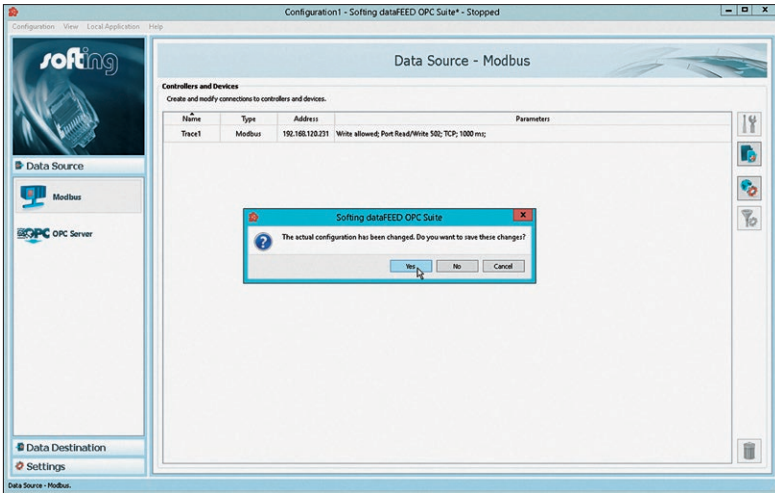 Configuration1 - Softing dataFEED OPC Suite* - Stopped
Configuration View Local Application Help
softing
Data Source - Modbus
Controllers and Devices
Create and modify connections to controllers and devices.
Name Type Address Parameters
Trace1 Modbus 192.168.120.231 Write allowed; Port Read/Write 502; TCP; 1000 ms;
Data Source
Modbus
OPC OPC Server
Softing dataFEED OPC Suite
The actual configuration has been changed. Do you want to save these changes?
Yes No Cancel
Data Destination
Settings
Data Source - Modbus.